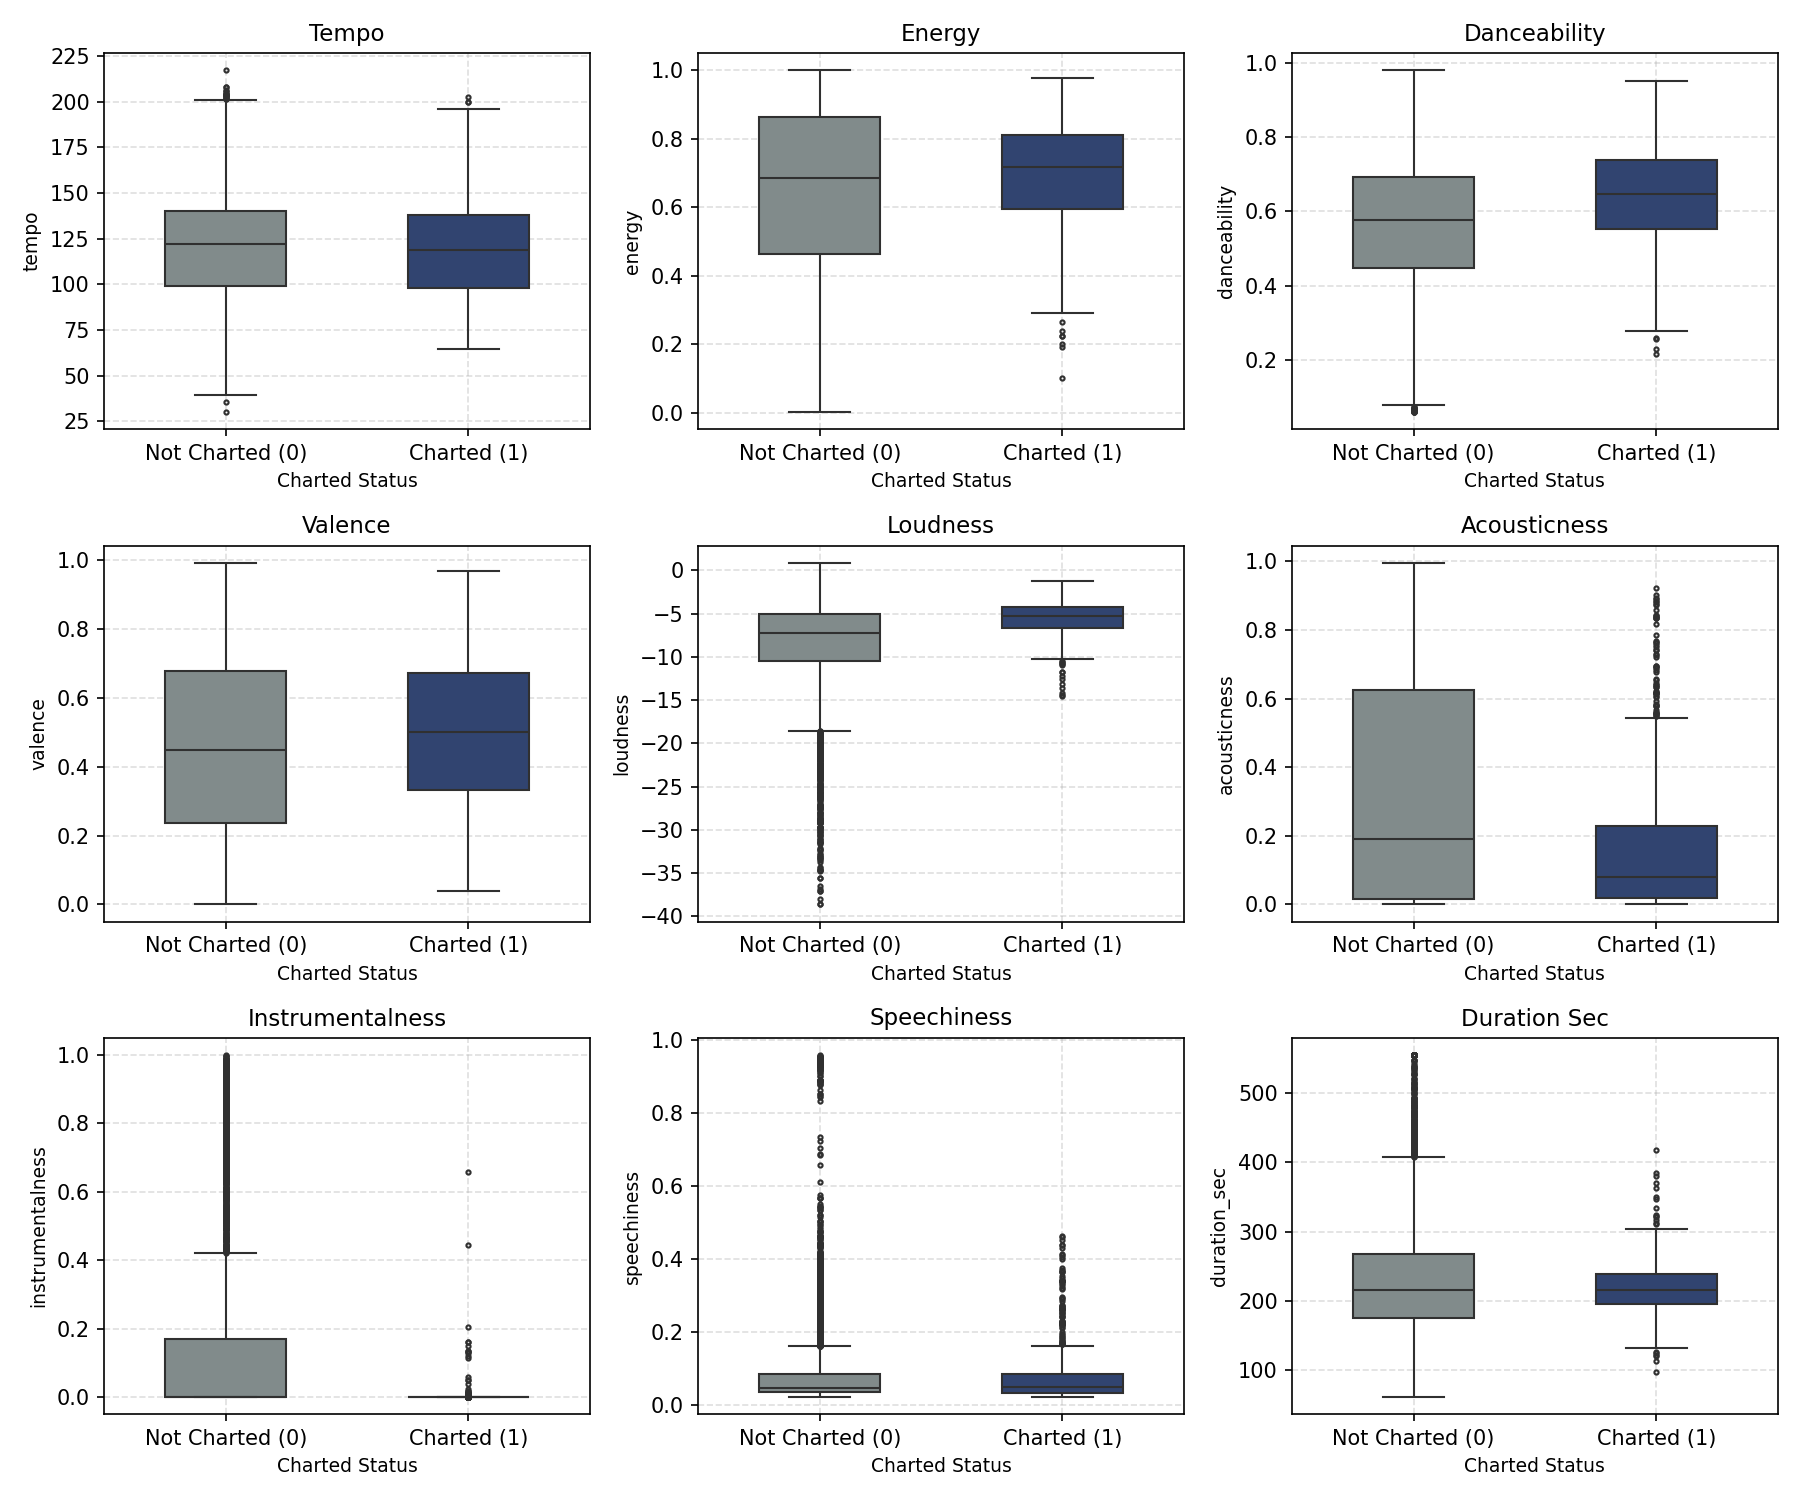 Tempo
225
200
175
150
125
100
75
50
25
tempo
Not Charted (0) Charted (1)
Charted Status
Energy
1.0
0.8
0.6
0.4
0.2
0.0
energy
Not Charted (0) Charted (1)
Charted Status
Danceability
1.0
0.8
0.6
0.4
0.2
danceability
Not Charted (0) Charted (1)
Charted Status
Valence
1.0
0.8
0.6
0.4
0.2
0.0
valence
Not Charted (0) Charted (1)
Charted Status
Loudness
0
−5
−10
−15
−20
−25
−30
−35
−40
loudness
Not Charted (0) Charted (1)
Charted Status
Acousticness
1.0
0.8
0.6
0.4
0.2
0.0
acousticness
Not Charted (0) Charted (1)
Charted Status
Instrumentalness
1.0
0.8
0.6
0.4
0.2
0.0
instrumentalness
Not Charted (0) Charted (1)
Charted Status
Speechiness
1.0
0.8
0.6
0.4
0.2
0.0
speechiness
Not Charted (0) Charted (1)
Charted Status
Duration Sec
500
400
300
200
100
duration_sec
Not Charted (0) Charted (1)
Charted Status